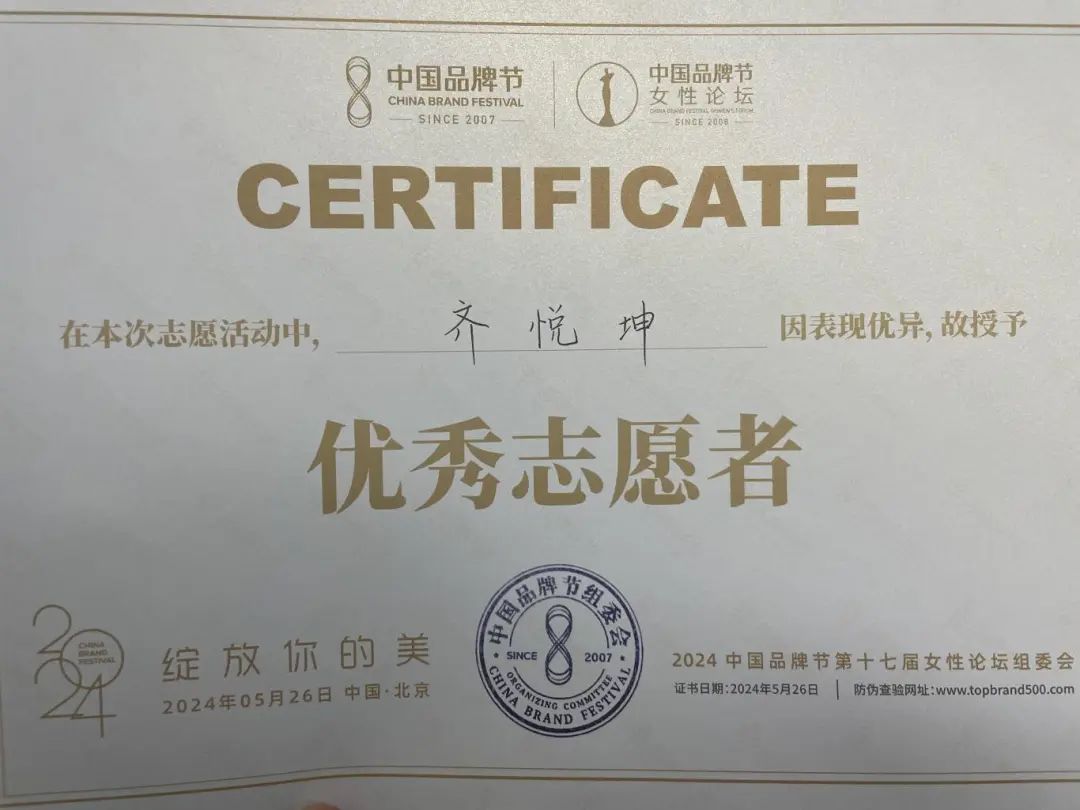 中国品牌节
CHINA BRAND FESTIVAL
SINCE 2007
中国品牌节
女性论坛
CHINA BRAND FESTIVAL WOMEN'S FORUM
SINCE 2008
CERTIFICATE
在本次志愿活动中, 齐悦坤 因表现优异, 故授予
优秀志愿者
2024
CHINA
BRAND
FESTIVAL
绽放你的美
2024年05月26日 中国·北京
中国品牌节组委会
SINCE 2007
ORGANIZING COMMITTEE
CHINA BRAND FESTIVAL
2024 中国品牌节第十七届女性论坛组委会
证书日期:2024年5月26日 | 防伪查验网址:www.topbrand500.com